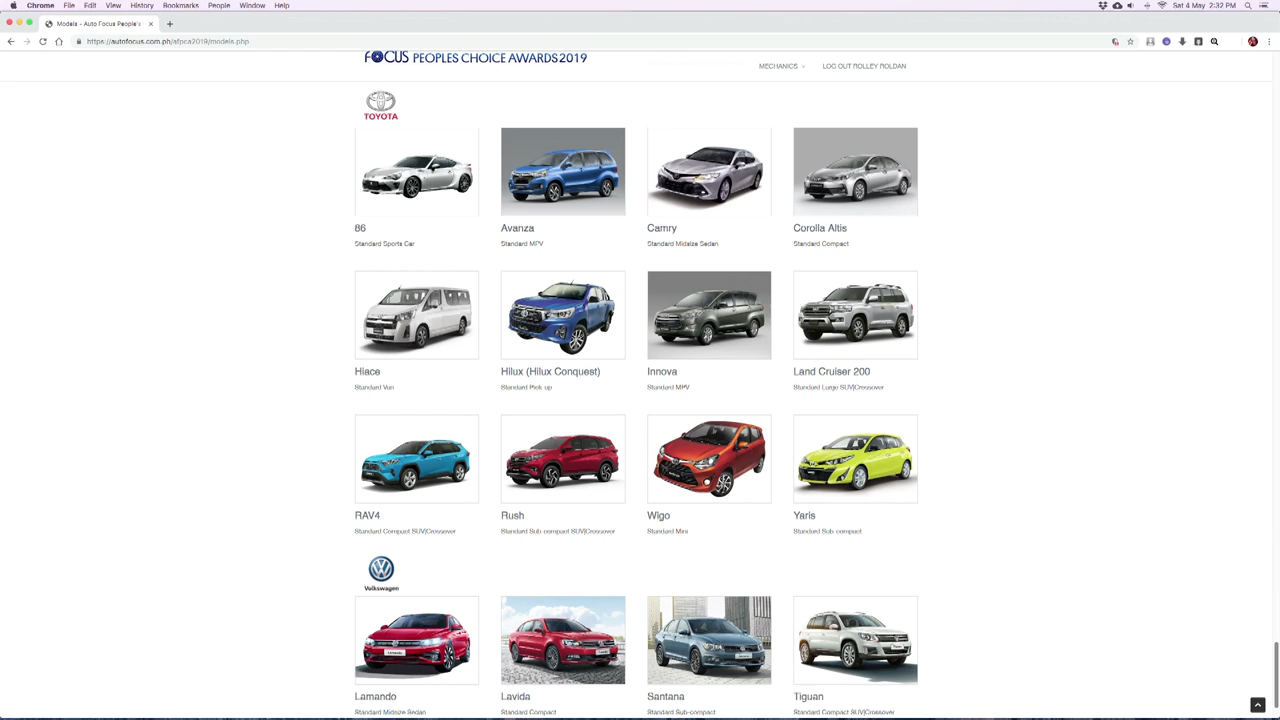 Chrome File Edit View History Bookmarks People Window Help
Sat 4 May 2:32 PM
Models - Auto Focus People's
https://autofocus.com.ph/afpca2019/models.php
FOCUS PEOPLES CHOICE AWARDS 2019
MECHANICS
LOG OUT ROLLEY ROLDAN
TOYOTA
86
Standard Sports Car
Avanza
Standard MPV
Camry
Standard Midsize Sedan
Corolla Altis
Standard Compact
Hiace
Standard Van
Hilux (Hilux Conquest)
Standard Pick up
Innova
Standard MPV
Land Cruiser 200
Standard Large SUV|Crossover
RAV4
Standard Compact SUV|Crossover
Rush
Standard Sub-compact SUV|Crossover
Wigo
Standard Mini
Yaris
Standard Sub-compact
Volkswagen
Lamando
Standard Midsize Sedan
Lavida
Standard Compact
Santana
Standard Sub-compact
Tiguan
Standard Compact SUV|Crossover